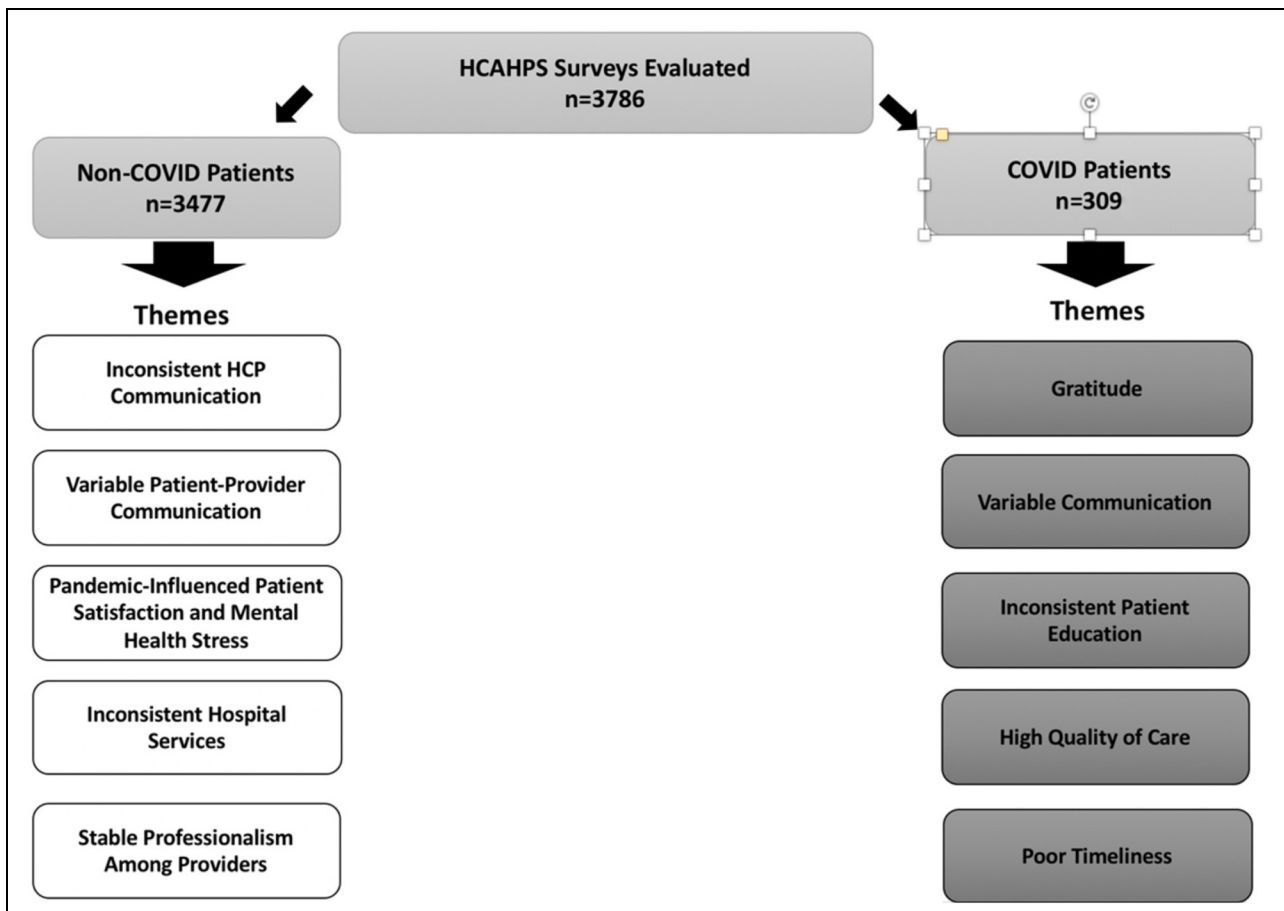 HCAHPS Surveys Evaluated
n=3786
Non-COVID Patients
n=3477
Themes
Inconsistent HCP
Communication
Variable Patient-Provider
Communication
Pandemic-Influenced Patient
Satisfaction and Mental
Health Stress
Inconsistent Hospital
Services
Stable Professionalism
Among Providers
COVID Patients
n=309
Themes
Gratitude
Variable Communication
Inconsistent Patient
Education
High Quality of Care
Poor Timeliness